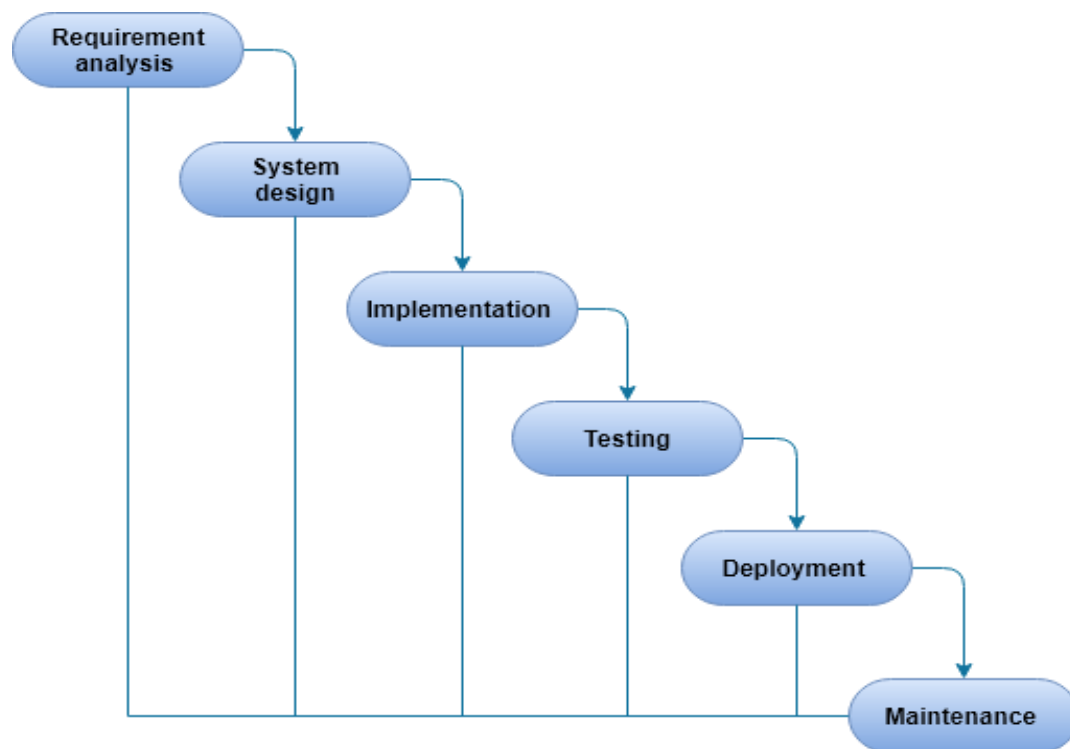 Requirement
analysis
System
design
Implementation
Testing
Deployment
Maintenance